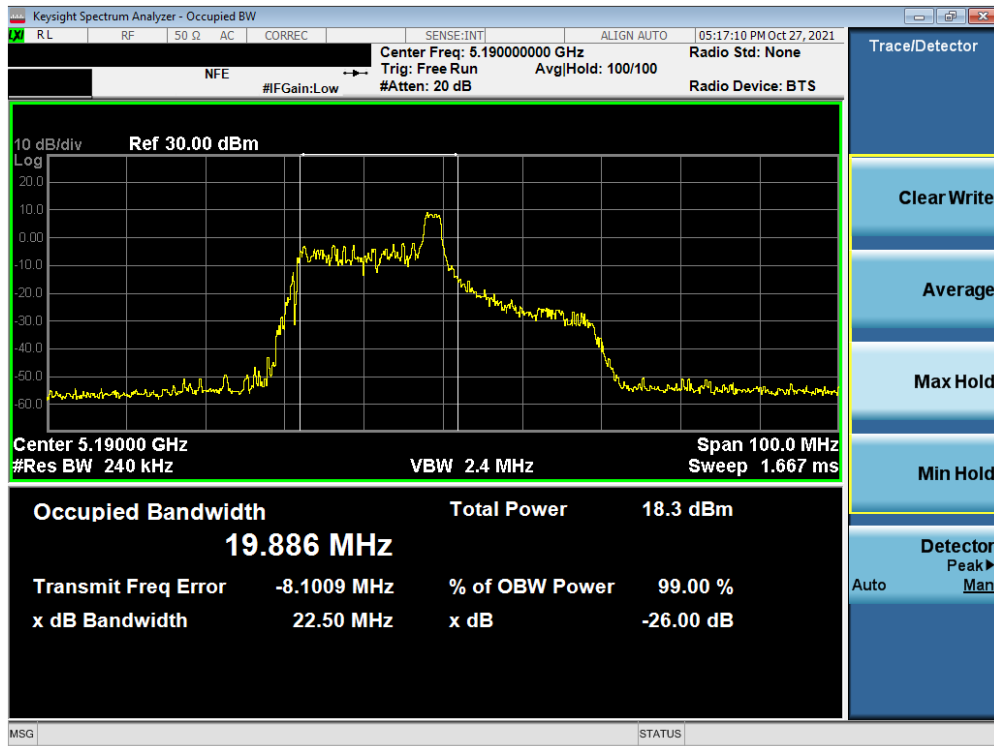 Keysight Spectrum Analyzer - Occupied BW
LXI RL RF 50 Ω AC CORREC SENSE:INT ALIGN AUTO 05:17:10 PM Oct 27, 2021
Center Freq: 5.190000000 GHz Radio Std: None
NFE Trig: Free Run Avg|Hold: 100/100
#IFGain:Low #Atten: 20 dB Radio Device: BTS
Trace/Detector
10 dB/div Ref 30.00 dBm
Log
20.0
10.0
0.00
-10.0
-20.0
-30.0
-40.0
-50.0
-60.0
Center 5.19000 GHz Span 100.0 MHz
#Res BW 240 kHz VBW 2.4 MHz Sweep 1.667 ms
Occupied Bandwidth Total Power 18.3 dBm
19.886 MHz
Transmit Freq Error -8.1009 MHz % of OBW Power 99.00 %
x dB Bandwidth 22.50 MHz x dB -26.00 dB
Clear Write
Average
Max Hold
Min Hold
Detector
Peak▶
Auto Man
MSG STATUS